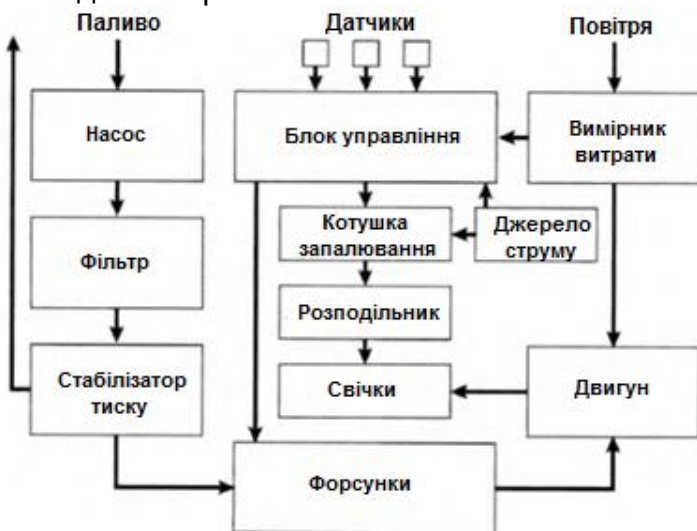 Паливо
Датчики
Повітря
Насос
Блок управління
Вимірник
витрати
Фільтр
Котушка
запалювання
Джерело
струму
Розподільник
Стабілізатор
тиску
Свічки
Двигун
Форсунки